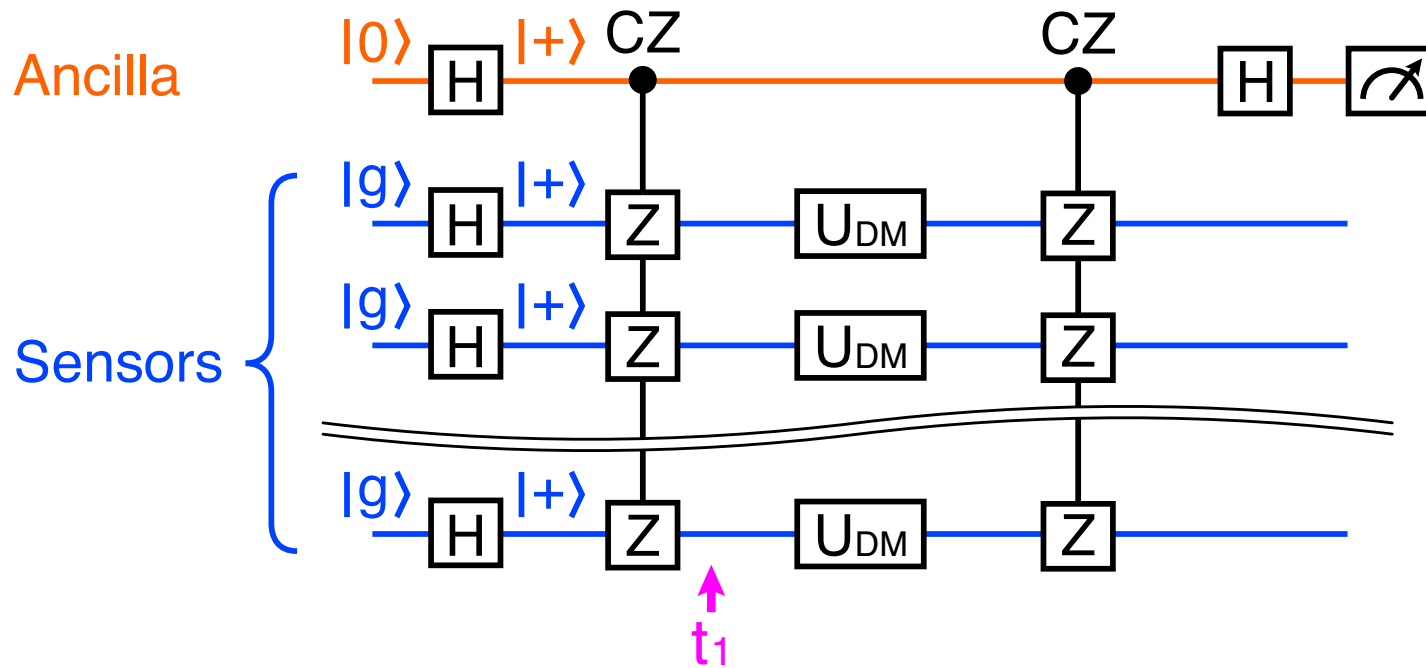 |0⟩ |+⟩ CZ CZ
Ancilla H H
|g⟩ |+⟩
H Z UDM Z
|g⟩ |+⟩
Sensors H Z UDM Z
|g⟩ |+⟩
H Z UDM Z
t1